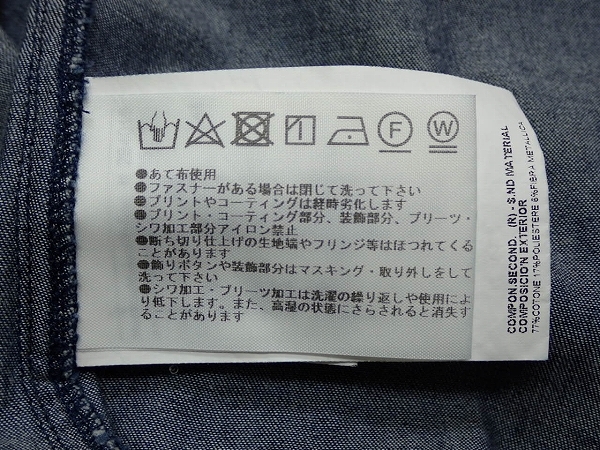 F
W
●あて布使用
●ファスナーがある場合は閉じて洗って下さい
●プリントやコーティングは経時劣化します
●プリント・コーティング部分、装飾部分、プリーツ・
シワ加工部分アイロン禁止
●断ち切り仕上げの生地端やフリンジ等はほつれてくる
ことがあります
●飾りボタンや装飾部分はマスキング・取り外しをして
洗って下さい
●シワ加工・プリーツ加工は洗濯の繰り返しや使用によ
り低下します。また、高湿の状態にさらされると消失す
ることがあります
COMPON.SECOND. (R) - S.ND MATERIAL
COMPOSICIO'N EXTERIOR
77%COTONE 17%POLIESTERE 6%FIBRA METALLICA